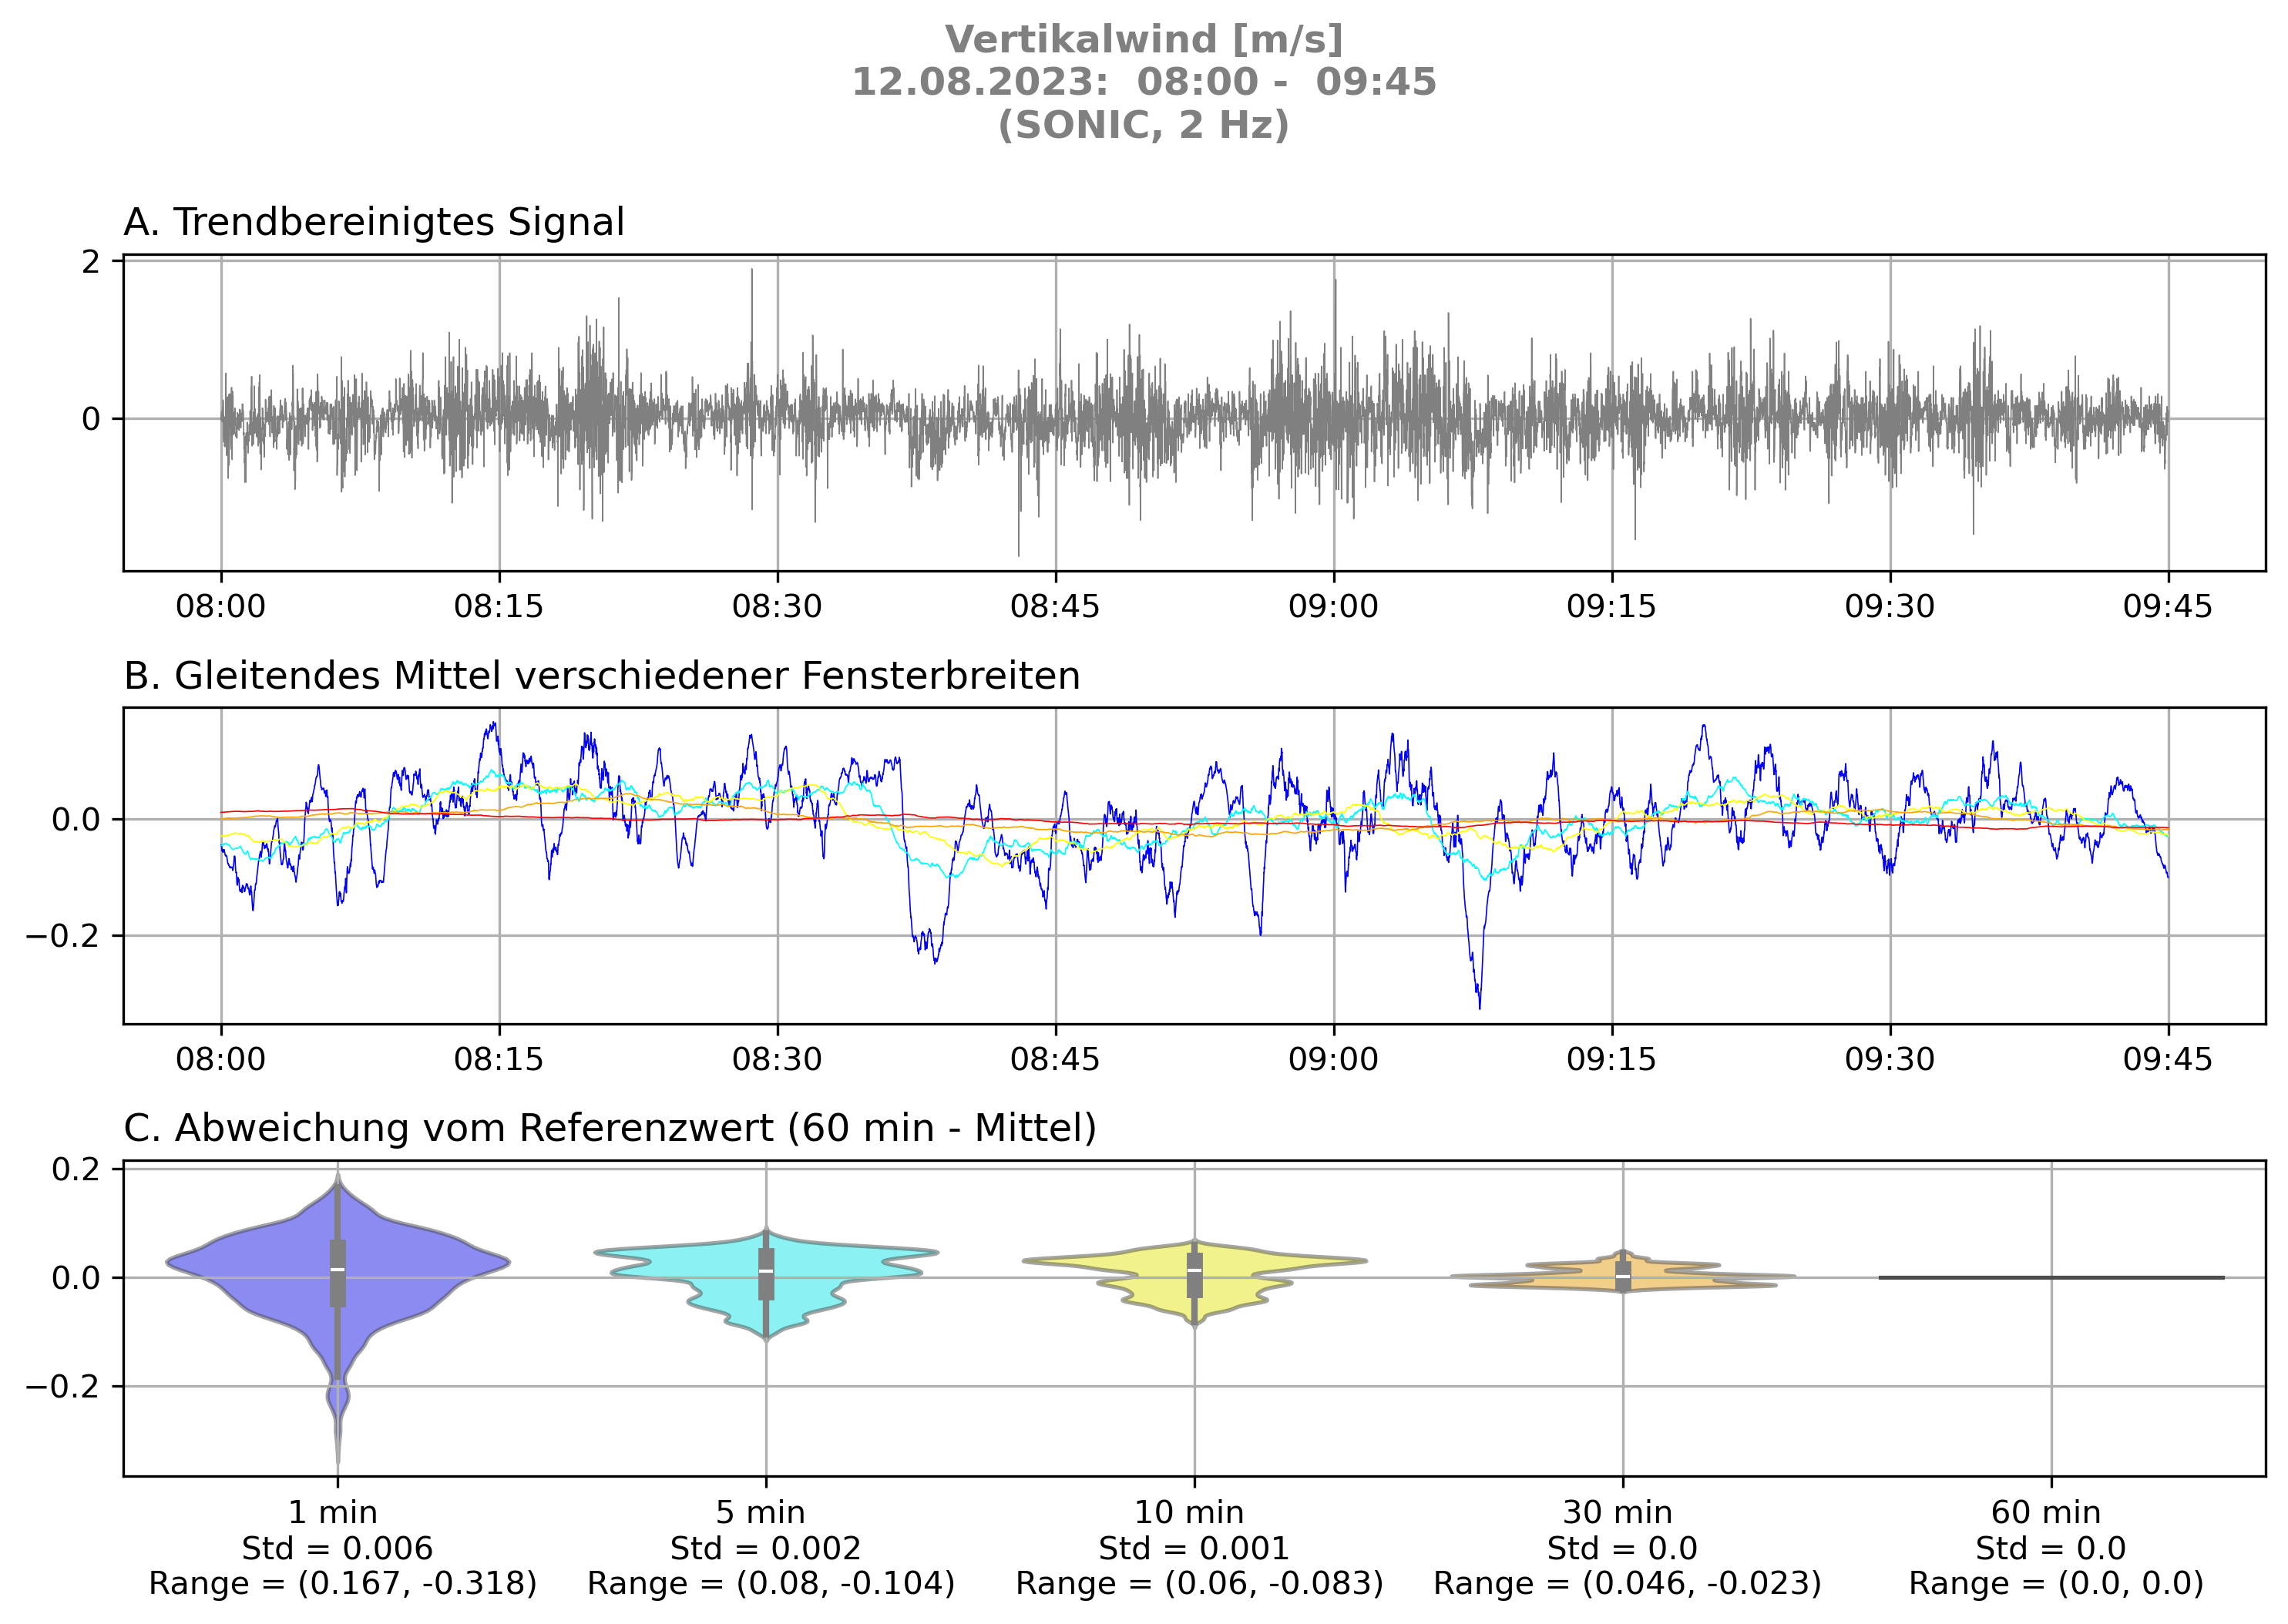 Vertikalwind [m/s]
12.08.2023:  08:00 -  09:45
(SONIC, 2 Hz)
A. Trendbereinigtes Signal
2
0
08:00 08:15 08:30 08:45 09:00 09:15 09:30 09:45
B. Gleitendes Mittel verschiedener Fensterbreiten
0.0
−0.2
08:00 08:15 08:30 08:45 09:00 09:15 09:30 09:45
C. Abweichung vom Referenzwert (60 min - Mittel)
0.2
0.0
−0.2
1 min 5 min 10 min 30 min 60 min
Std = 0.006 Std = 0.002 Std = 0.001 Std = 0.0 Std = 0.0
Range = (0.167, -0.318) Range = (0.08, -0.104) Range = (0.06, -0.083) Range = (0.046, -0.023) Range = (0.0, 0.0)